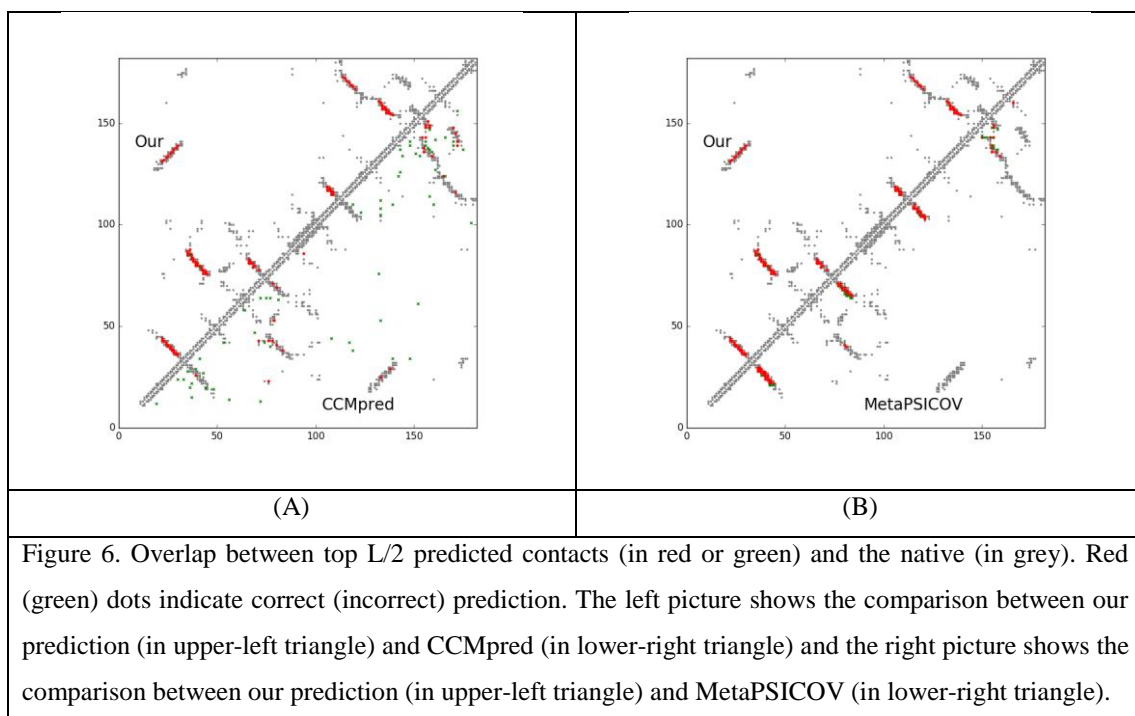 150
100
50
0
0
50
100
150
Our
CCMpred
150
100
50
0
0
50
100
150
Our
MetaPSICOV
(A)
(B)
Figure 6. Overlap between top L/2 predicted contacts (in red or green) and the native (in grey). Red
(green) dots indicate correct (incorrect) prediction. The left picture shows the comparison between our
prediction (in upper-left triangle) and CCMpred (in lower-right triangle) and the right picture shows the
comparison between our prediction (in upper-left triangle) and MetaPSICOV (in lower-right triangle).